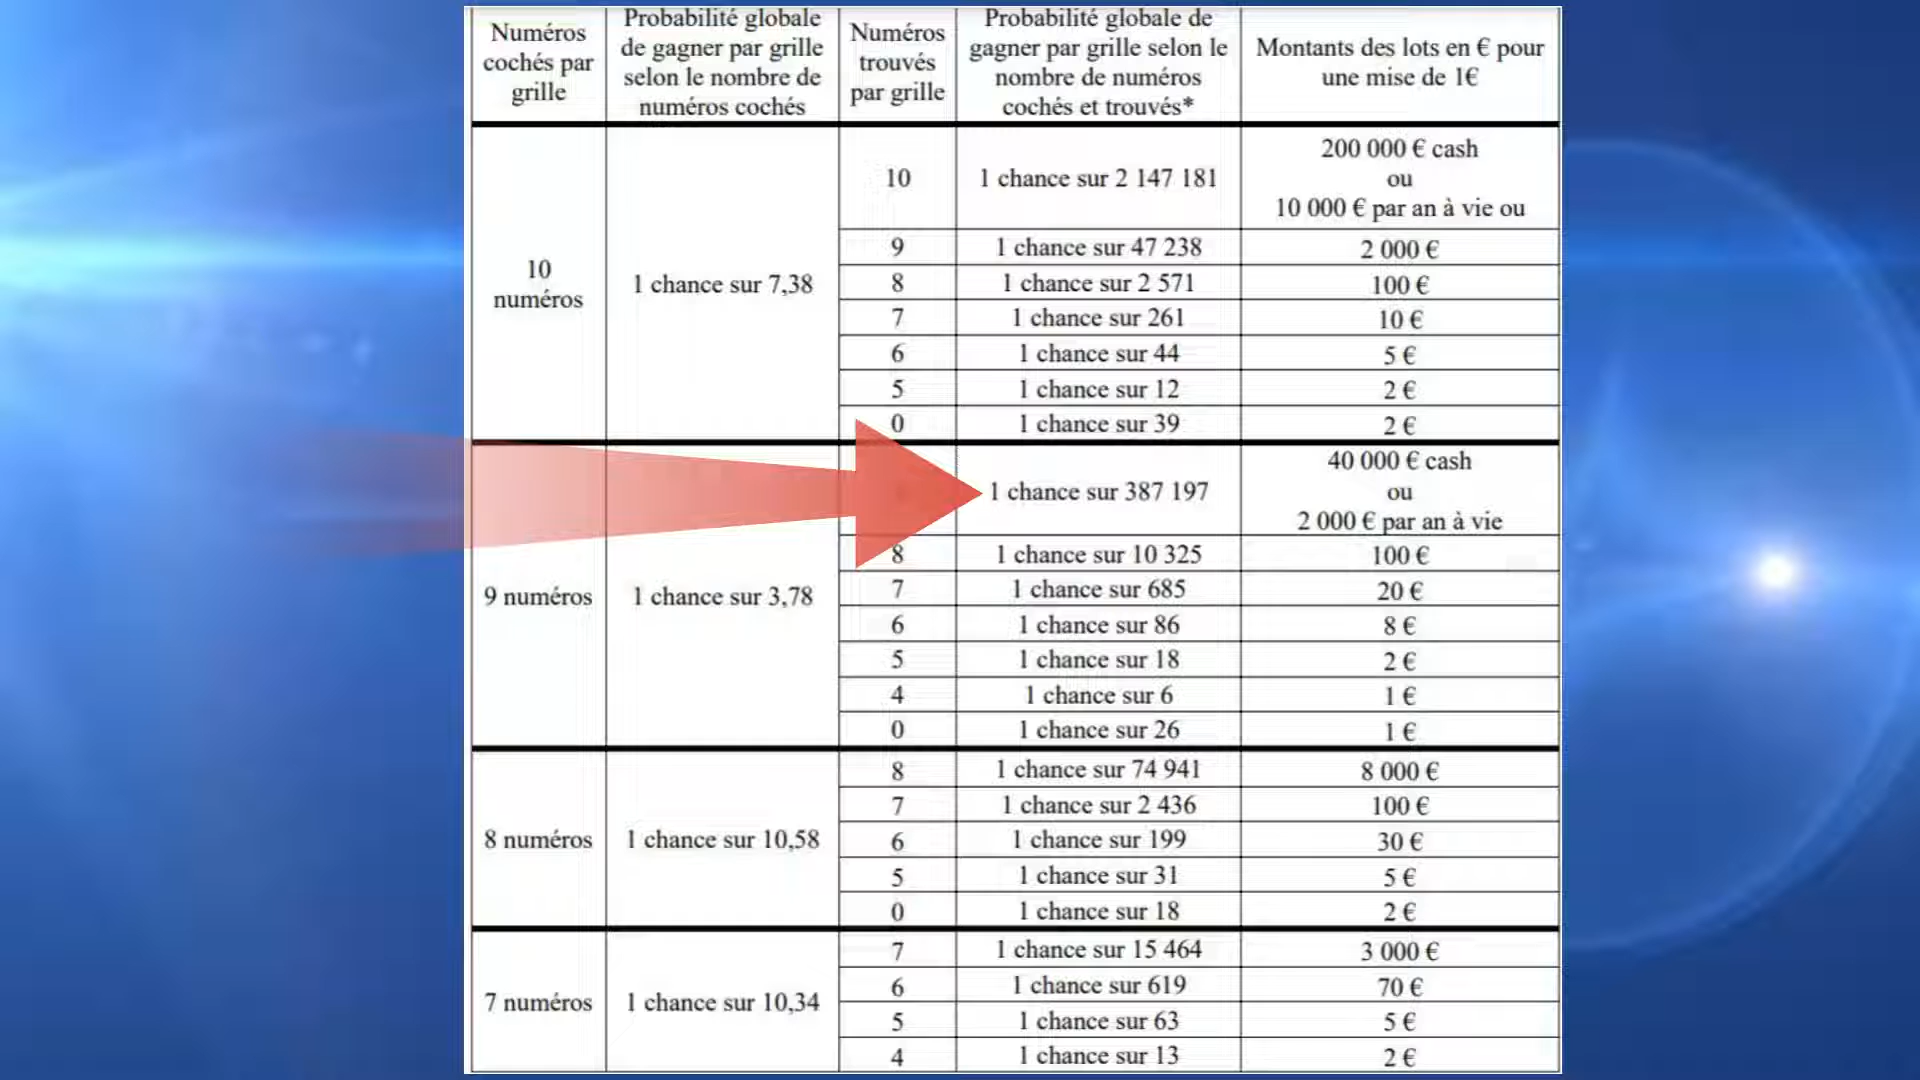 Numéros
cochés par
grille
Probabilité globale
de gagner par grille
selon le nombre de
numéros cochés
Numéros
trouvés
par grille
Probabilité globale de
gagner par grille selon le
nombre de numéros
cochés et trouvés*
Montants des lots en € pour
une mise de 1€
10
numéros
1 chance sur 7,38
10
1 chance sur 2 147 181
200 000 € cash
ou
10 000 € par an à vie ou
9
1 chance sur 47 238
2 000 €
8
1 chance sur 2 571
100 €
7
1 chance sur 261
10 €
6
1 chance sur 44
5 €
5
1 chance sur 12
2 €
0
1 chance sur 39
2 €
9 numéros
1 chance sur 3,78
1 chance sur 387 197
40 000 € cash
ou
2 000 € par an à vie
8
1 chance sur 10 325
100 €
7
1 chance sur 685
20 €
6
1 chance sur 86
8 €
5
1 chance sur 18
2 €
4
1 chance sur 6
1 €
0
1 chance sur 26
1 €
8 numéros
1 chance sur 10,58
8
1 chance sur 74 941
8 000 €
7
1 chance sur 2 436
100 €
6
1 chance sur 199
30 €
5
1 chance sur 31
5 €
0
1 chance sur 18
2 €
7 numéros
1 chance sur 10,34
7
1 chance sur 15 464
3 000 €
6
1 chance sur 619
70 €
5
1 chance sur 63
5 €
4
1 chance sur 13
2 €